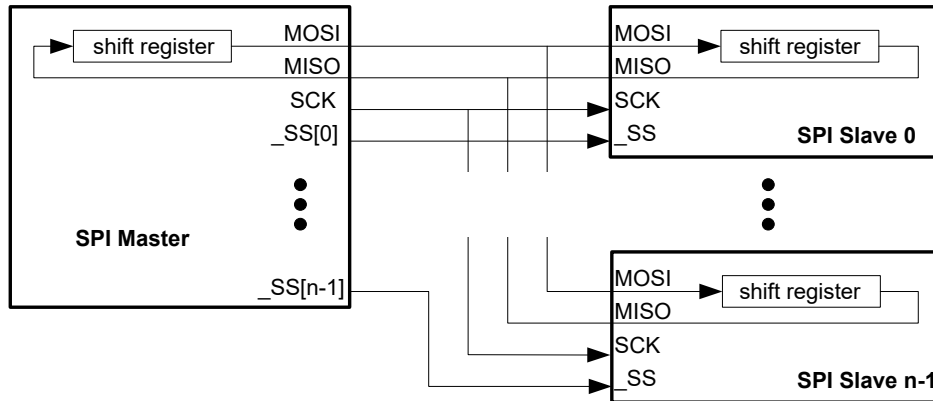 shift register
MOSI
MISO
SCK
_SS[0]
SPI Master
_SS[n-1]
MOSI
shift register
MISO
SCK
_SS
SPI Slave 0
MOSI
shift register
MISO
SCK
_SS
SPI Slave n-1